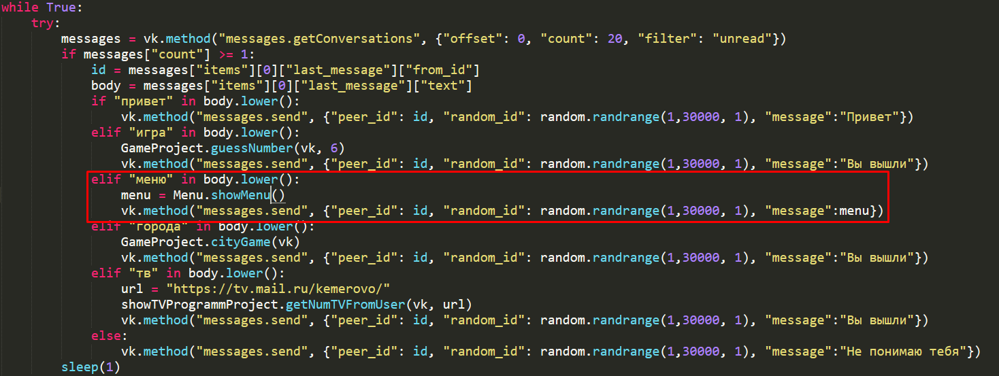 while True:
    try:
        messages = vk.method("messages.getConversations", {"offset": 0, "count": 20, "filter": "unread"})
        if messages["count"] >= 1:
            id = messages["items"][0]["last_message"]["from_id"]
            body = messages["items"][0]["last_message"]["text"]
            if "привет" in body.lower():
                vk.method("messages.send", {"peer_id": id, "random_id": random.randrange(1,30000, 1), "message":"Привет"})
            elif "игра" in body.lower():
                GameProject.guessNumber(vk, 6)
                vk.method("messages.send", {"peer_id": id, "random_id": random.randrange(1,30000, 1), "message":"Вы вышли"})
            elif "меню" in body.lower():
                menu = Menu.showMenu()
                vk.method("messages.send", {"peer_id": id, "random_id": random.randrange(1,30000, 1), "message":menu})
            elif "города" in body.lower():
                GameProject.cityGame(vk)
                vk.method("messages.send", {"peer_id": id, "random_id": random.randrange(1,30000, 1), "message":"Вы вышли"})
            elif "тв" in body.lower():
                url = "https://tv.mail.ru/kemerovo/"
                showTVProgrammProject.getNumTVFromUser(vk, url)
                vk.method("messages.send", {"peer_id": id, "random_id": random.randrange(1,30000, 1), "message":"Вы вышли"})
            else:
                vk.method("messages.send", {"peer_id": id, "random_id": random.randrange(1,30000, 1), "message":"Не понимаю тебя"})
        sleep(1)